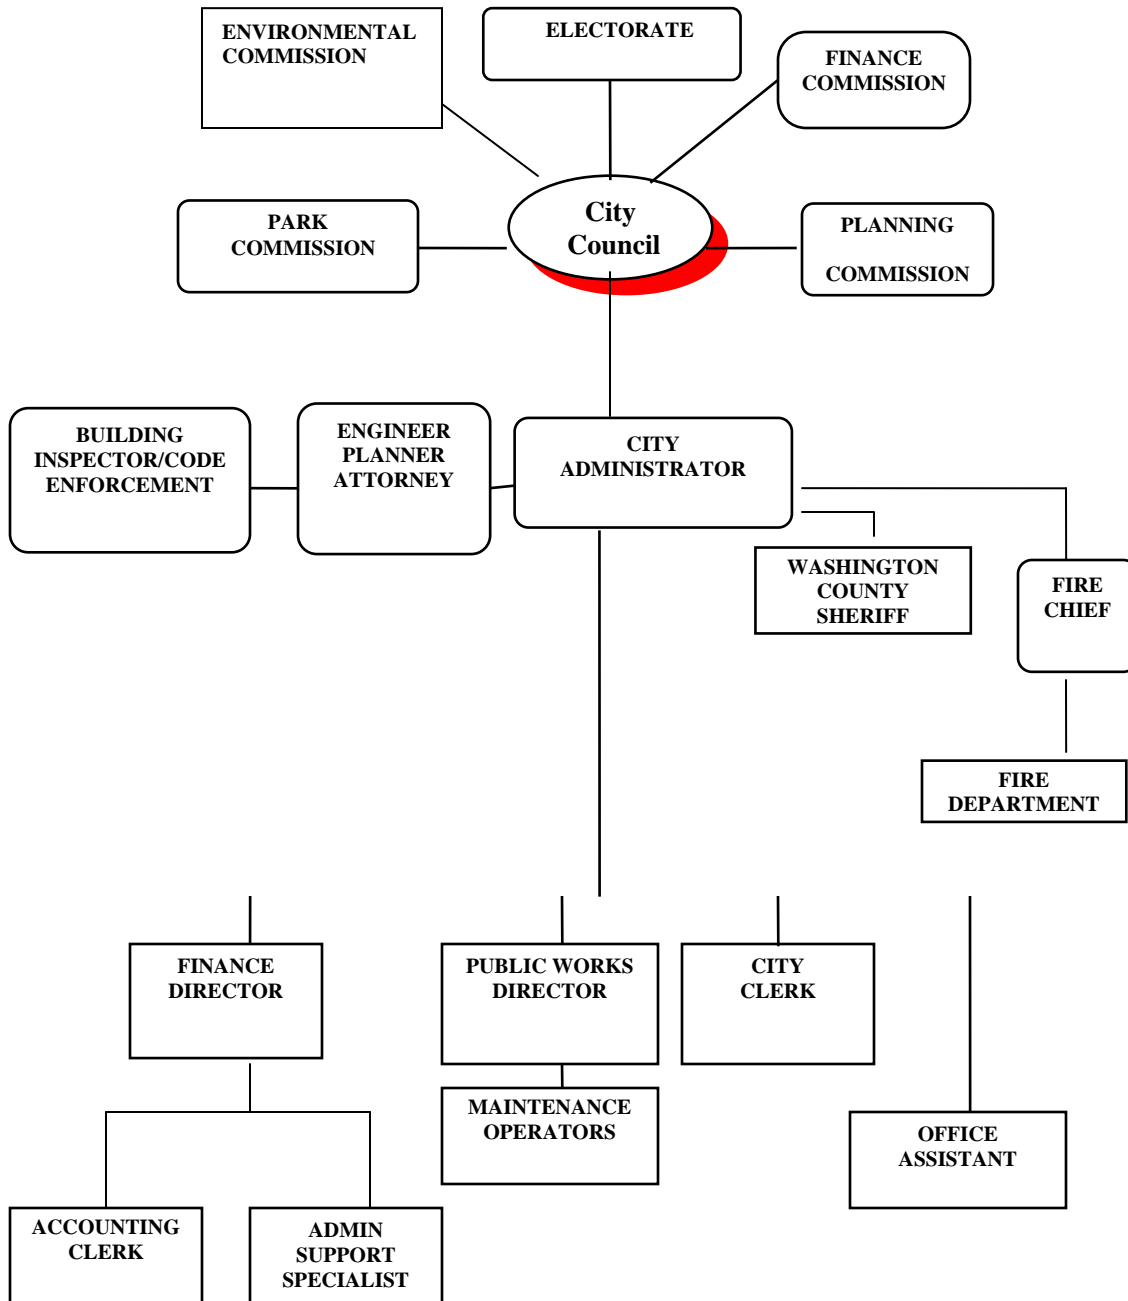 ENVIRONMENTAL
COMMISSION
ELECTORATE
FINANCE
COMMISSION
PARK
COMMISSION
City
Council
PLANNING
COMMISSION
BUILDING
INSPECTOR/CODE
ENFORCEMENT
ENGINEER
PLANNER
ATTORNEY
CITY
ADMINISTRATOR
WASHINGTON
COUNTY
SHERIFF
FIRE
CHIEF
FIRE
DEPARTMENT
FINANCE
DIRECTOR
PUBLIC WORKS
DIRECTOR
CITY
CLERK
MAINTENANCE
OPERATORS
OFFICE
ASSISTANT
ACCOUNTING
CLERK
ADMIN
SUPPORT
SPECIALIST